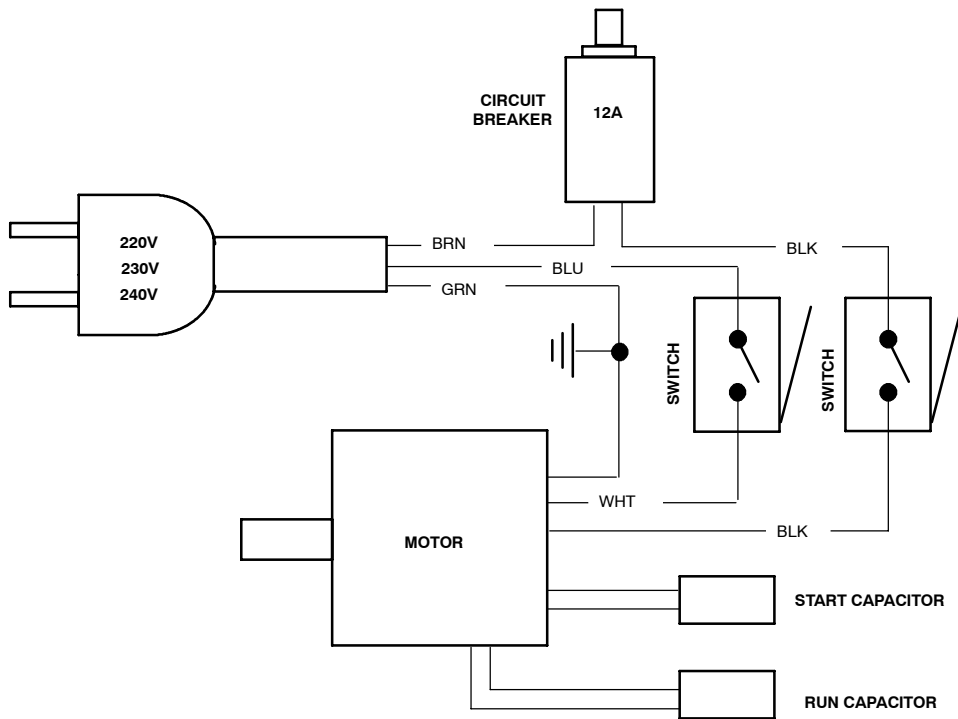 CIRCUIT
BREAKER
12A
220V
230V
240V
BRN
BLU
GRN
BLK
SWITCH
SWITCH
WHT
BLK
MOTOR
START CAPACITOR
RUN CAPACITOR